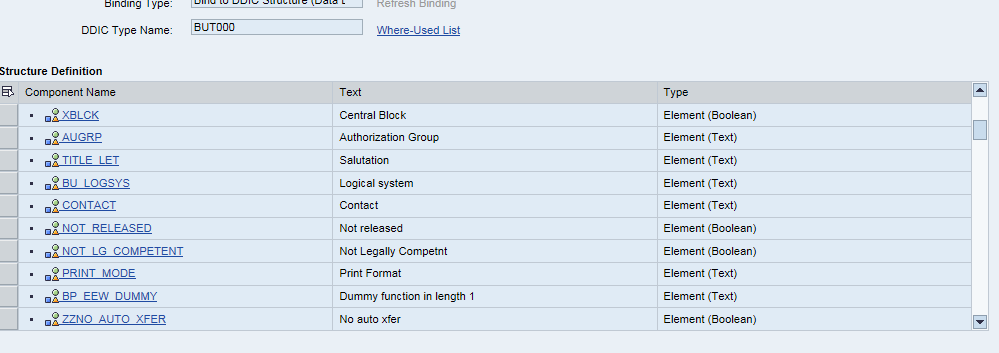 Binding Type: Bind to DDIC Structure (Data t Refresh Binding
DDIC Type Name: BUT000 Where-Used List
Structure Definition
Component Name Text Type
XBLCK Central Block Element (Boolean)
AUGRP Authorization Group Element (Text)
TITLE_LET Salutation Element (Text)
BU_LOGSYS Logical system Element (Text)
CONTACT Contact Element (Text)
NOT_RELEASED Not released Element (Boolean)
NOT_LG_COMPETENT Not Legally Competnt Element (Boolean)
PRINT_MODE Print Format Element (Text)
BP_EEW_DUMMY Dummy function in length 1 Element (Text)
ZZNO_AUTO_XFER No auto xfer Element (Boolean)